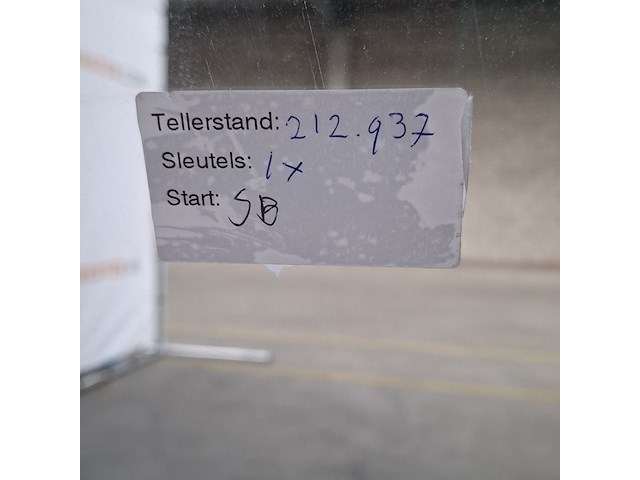 Tellerstand: 212.937
Sleutels: 1x
Start: SB